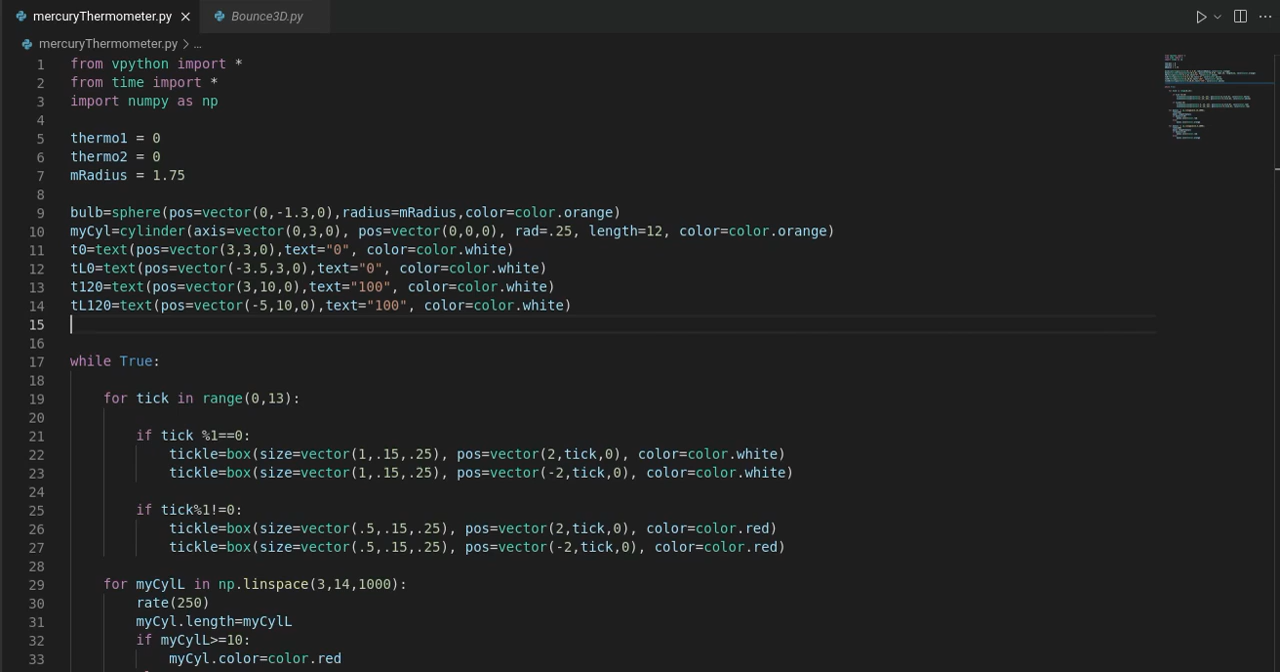 mercuryThermometer.py
Bounce3D.py
mercuryThermometer.py > ...
1 from vpython import *
2 from time import *
3 import numpy as np
4
5 thermo1 = 0
6 thermo2 = 0
7 mRadius = 1.75
8
9 bulb=sphere(pos=vector(0,-1.3,0),radius=mRadius,color=color.orange)
10 myCyl=cylinder(axis=vector(0,3,0), pos=vector(0,0,0), rad=.25, length=12, color=color.orange)
11 t0=text(pos=vector(3,3,0),text="0", color=color.white)
12 tL0=text(pos=vector(-3.5,3,0),text="0", color=color.white)
13 t120=text(pos=vector(3,10,0),text="100", color=color.white)
14 tL120=text(pos=vector(-5,10,0),text="100", color=color.white)
15
16
17 while True:
18
19     for tick in range(0,13):
20
21         if tick %1==0:
22             tickle=box(size=vector(1,.15,.25), pos=vector(2,tick,0), color=color.white)
23             tickle=box(size=vector(1,.15,.25), pos=vector(-2,tick,0), color=color.white)
24
25         if tick%1!=0:
26             tickle=box(size=vector(.5,.15,.25), pos=vector(2,tick,0), color=color.red)
27             tickle=box(size=vector(.5,.15,.25), pos=vector(-2,tick,0), color=color.red)
28
29     for myCylL in np.linspace(3,14,1000):
30         rate(250)
31         myCyl.length=myCylL
32         if myCylL>=10:
33             myCyl.color=color.red